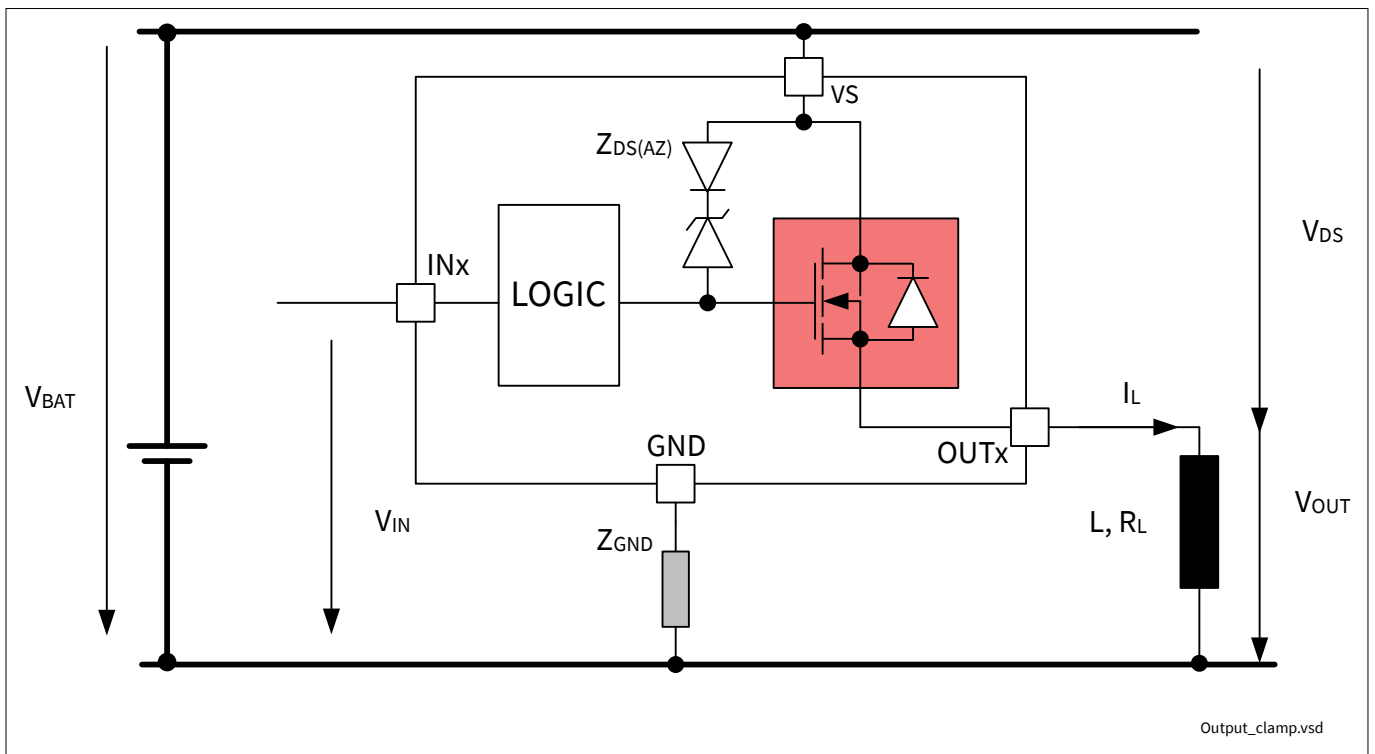 VS
ZDS(AZ)
VDS
INx
LOGIC
VBAT
IL
GND
OUTx
VIN
VOUT
L, RL
ZGND
Output_clamp.vsd